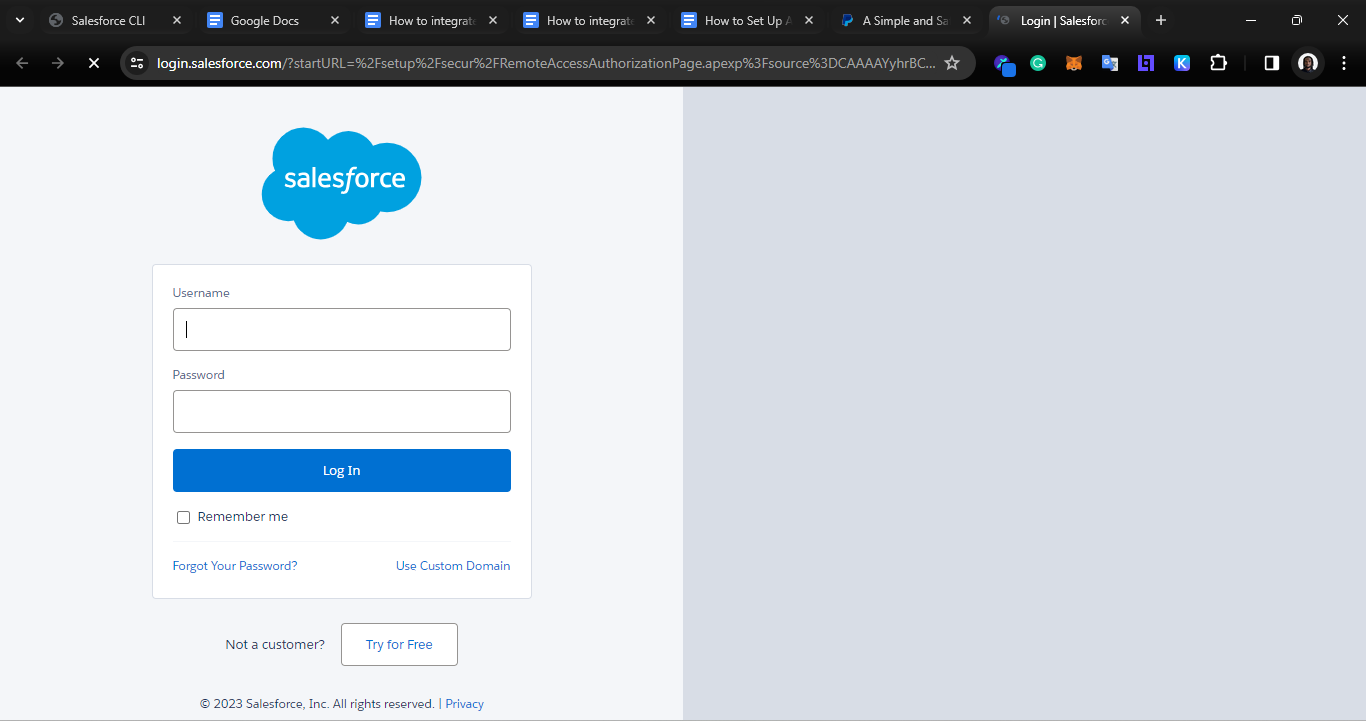 Salesforce CLI
Google Docs
How to integrate
How to integrate
How to Set Up A
A Simple and Sa
Login | Salesforc
login.salesforce.com/?startURL=%2Fsetup%2Fsecur%2FRemoteAccessAuthorizationPage.apexp%3Fsource%3DCAAAAYyhrBC...
salesforce
Username
Password
Log In
Remember me
Forgot Your Password?
Use Custom Domain
Not a customer?
Try for Free
© 2023 Salesforce, Inc. All rights reserved. | Privacy